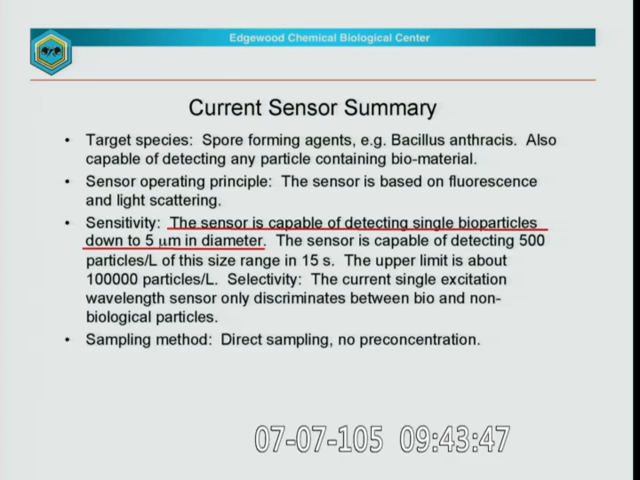 Edgewood Chemical Biological Center
Current Sensor Summary
• Target species: Spore forming agents, e.g. Bacillus anthracis. Also
capable of detecting any particle containing bio-material.
• Sensor operating principle: The sensor is based on fluorescence
and light scattering.
• Sensitivity: The sensor is capable of detecting single bioparticles
down to 5 μm in diameter. The sensor is capable of detecting 500
particles/L of this size range in 15 s. The upper limit is about
100000 particles/L. Selectivity: The current single excitation
wavelength sensor only discriminates between bio and non-
biological particles.
• Sampling method: Direct sampling, no preconcentration.
07-07-105 09:43:47